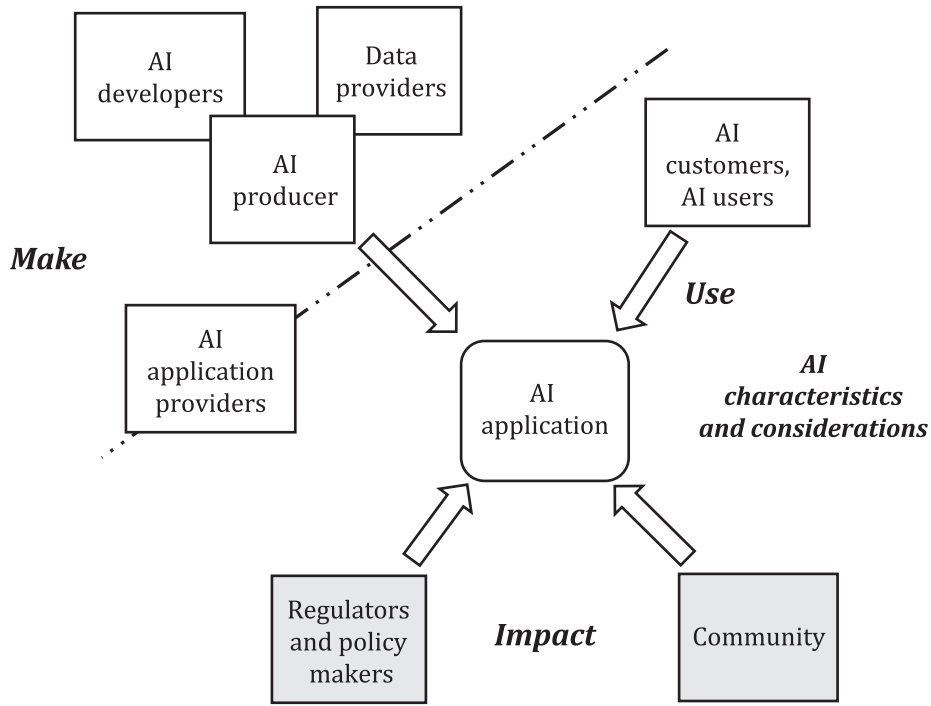 AI
developers
Data
providers
AI
producer
AI
customers,
AI users
Make
Use
AI
application
providers
AI
application
AI
characteristics
and considerations
Regulators
and policy
makers
Impact
Community